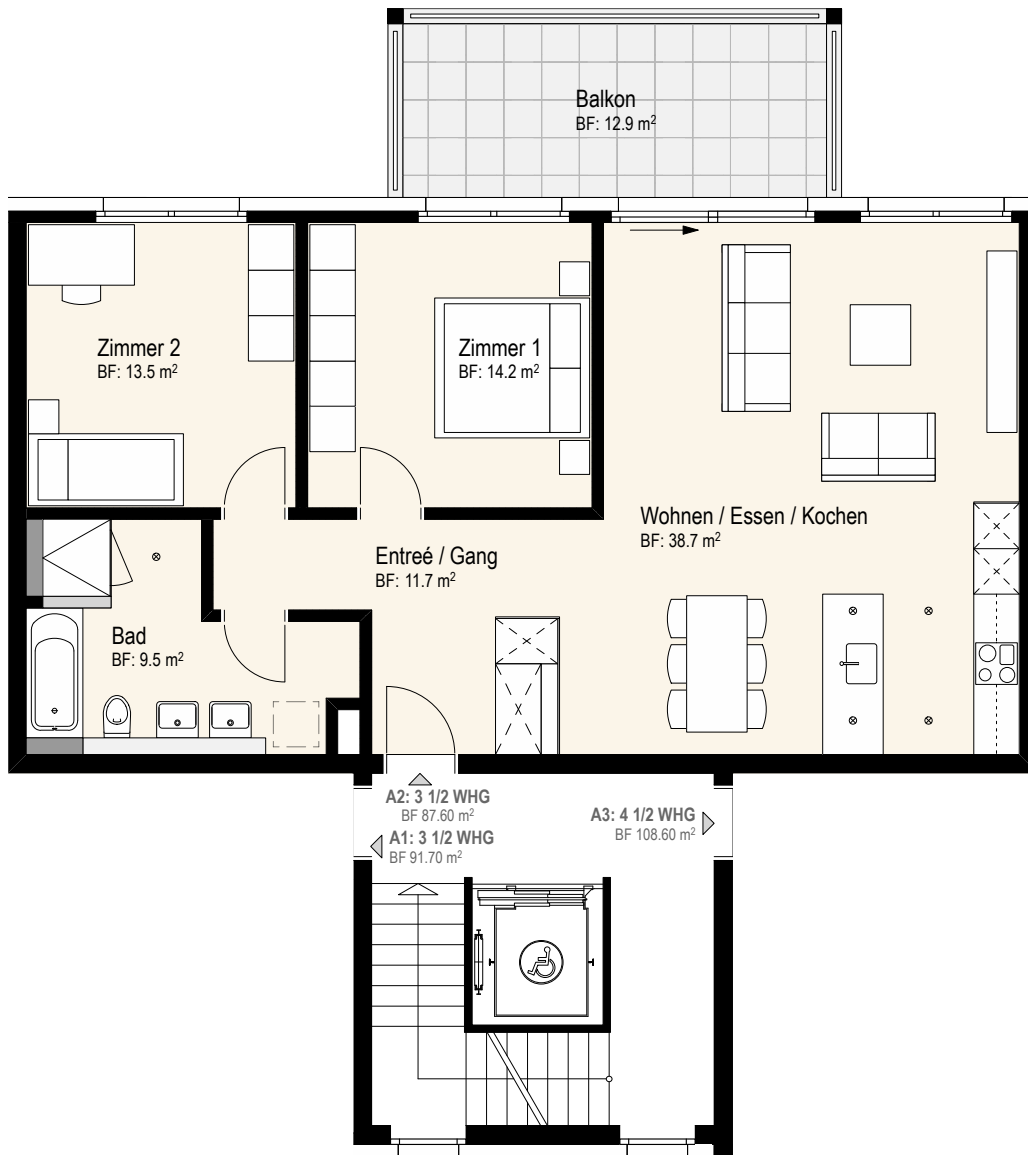 Balkon
BF: 12.9 m²
Zimmer 2
BF: 13.5 m²
Zimmer 1
BF: 14.2 m²
Wohnen / Essen / Kochen
BF: 38.7 m²
Entreé / Gang
BF: 11.7 m²
Bad
BF: 9.5 m²
A2: 3 1/2 WHG
BF 87.60 m²
A1: 3 1/2 WHG
BF 91.70 m²
A3: 4 1/2 WHG
BF 108.60 m²